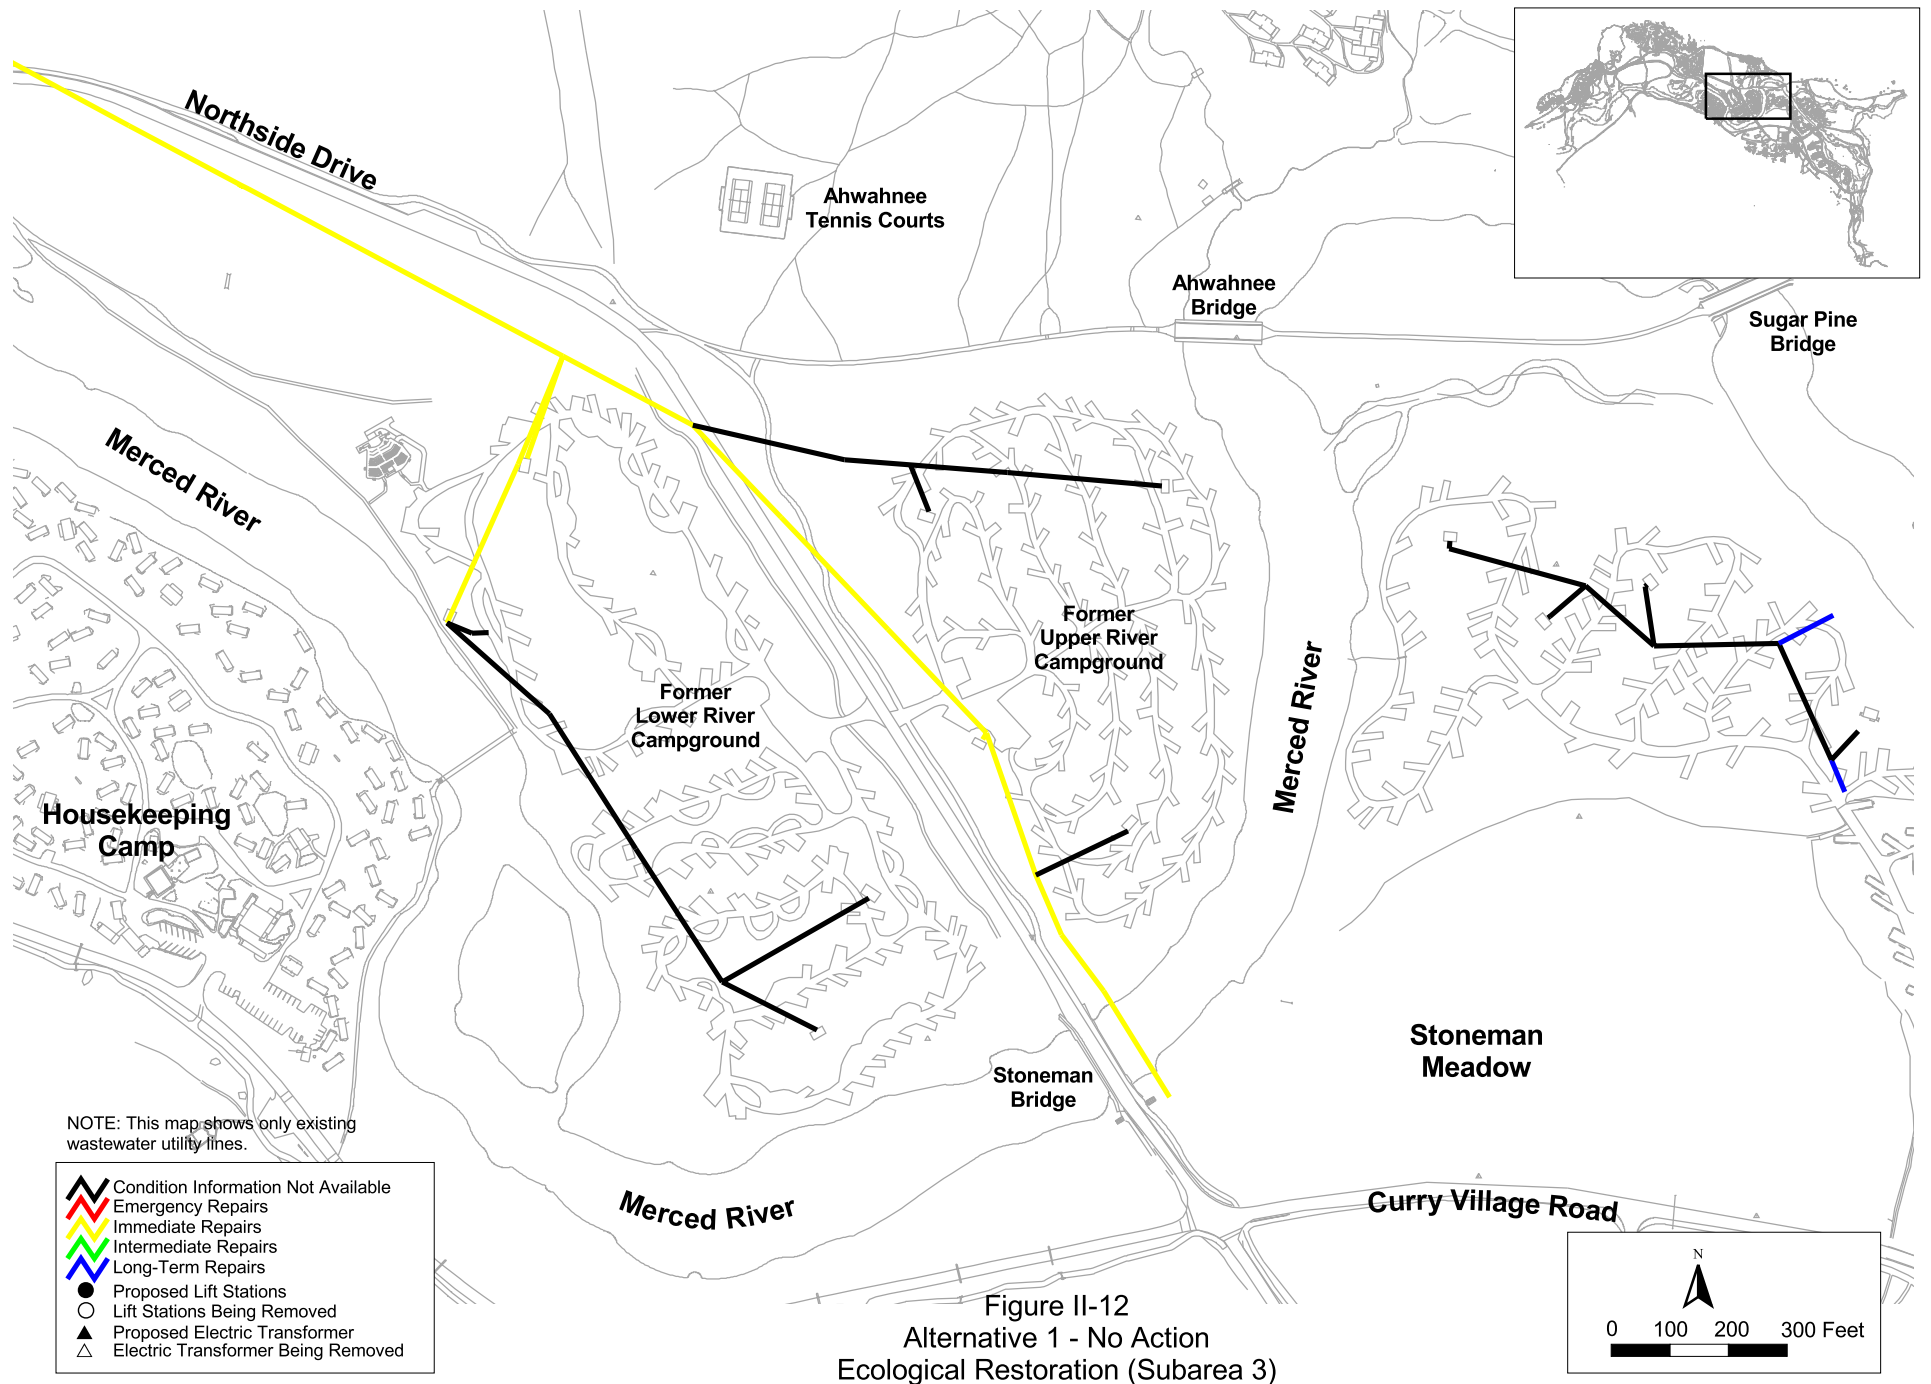 Northside Drive
Ahwahnee
Tennis Courts
Ahwahnee
Bridge
Sugar Pine
Bridge
Merced River
Former
Upper River
Campground
Former
Lower River
Campground
Merced River
Housekeeping
Camp
Stoneman
Meadow
Stoneman
Bridge
NOTE: This map shows only existing
wastewater utility lines.
Condition Information Not Available
Emergency Repairs
Immediate Repairs
Intermediate Repairs
Long-Term Repairs
Proposed Lift Stations
Lift Stations Being Removed
Proposed Electric Transformer
Electric Transformer Being Removed
Merced River
Curry Village Road
N
0 100 200 300 Feet
Figure II-12
Alternative 1 - No Action
Ecological Restoration (Subarea 3)